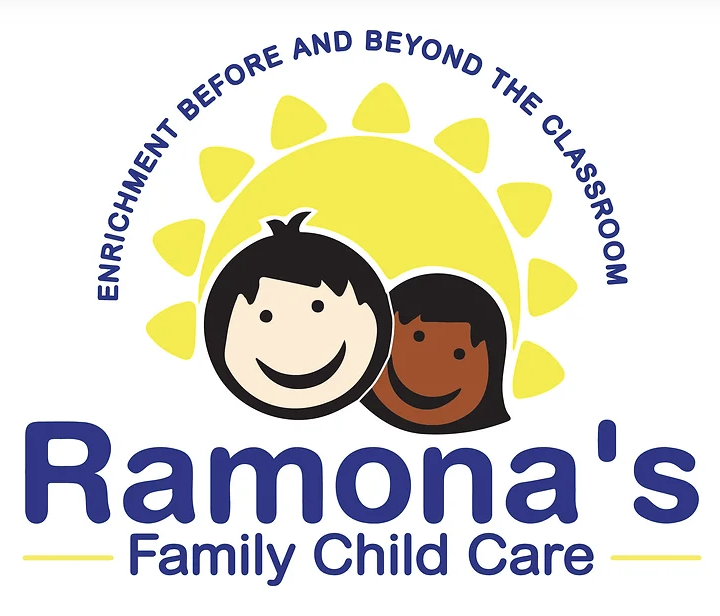 ENRICHMENT BEFORE AND BEYOND THE CLASSROOM
Ramona's
Family Child Care